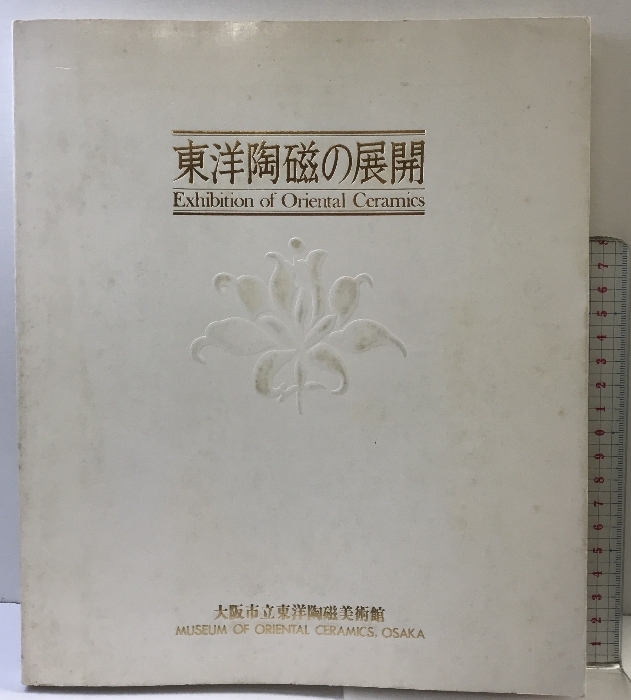 東洋陶磁の展開
Exhibition of Oriental Ceramics
大阪市立東洋陶磁美術館
MUSEUM OF ORIENTAL CERAMICS, OSAKA